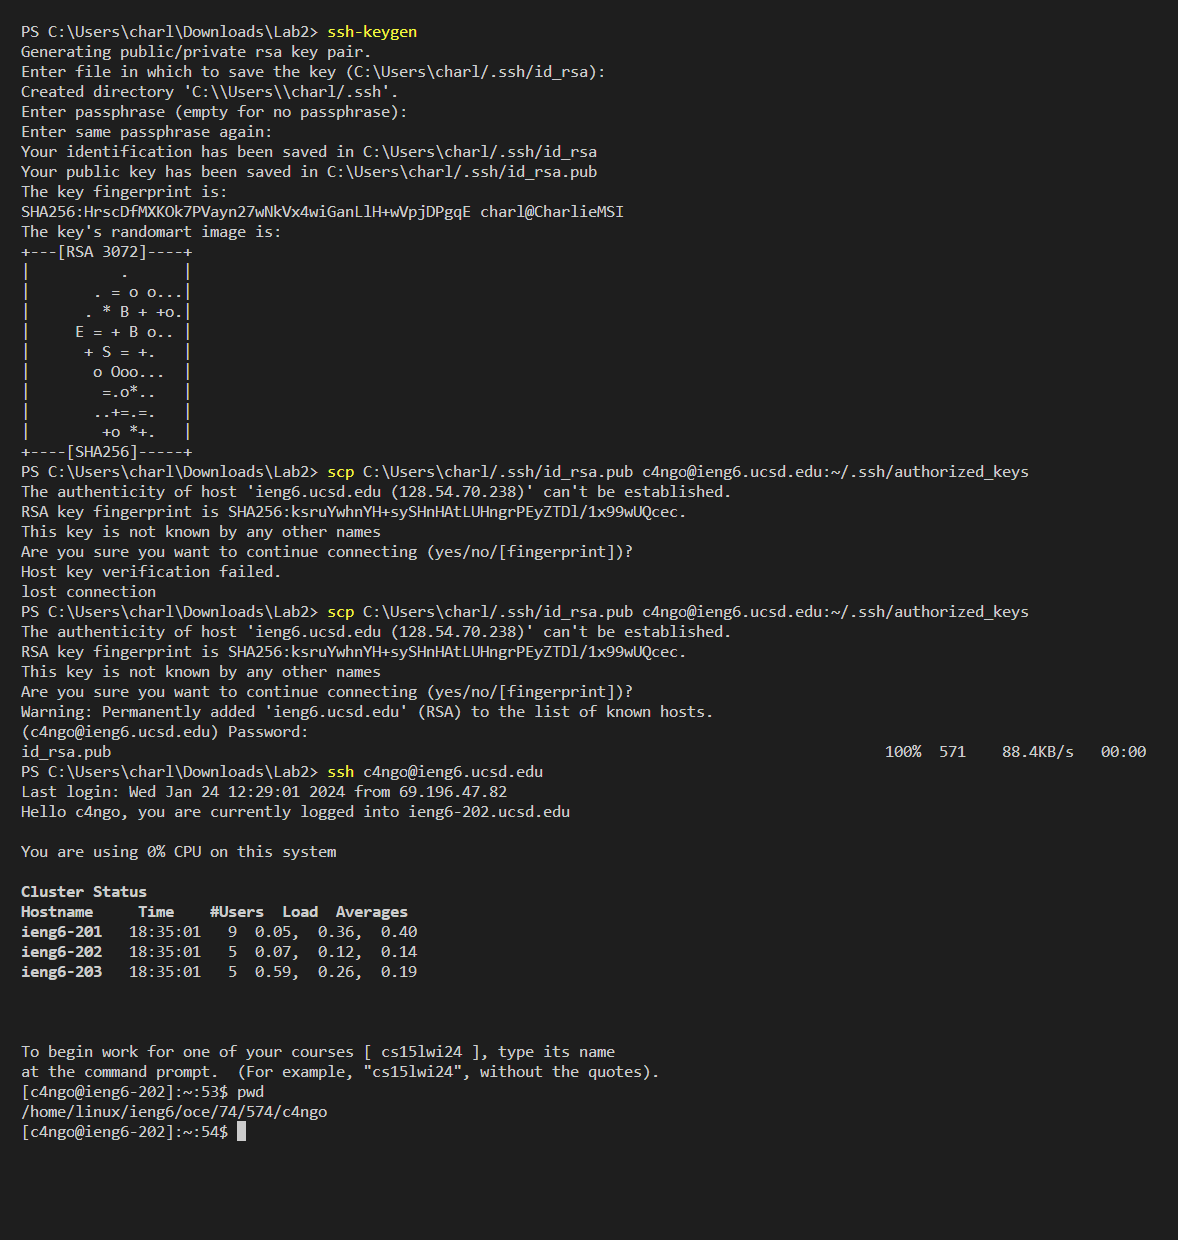 PS C:\Users\charl\Downloads\Lab2> ssh-keygen
Generating public/private rsa key pair.
Enter file in which to save the key (C:\Users\charl/.ssh/id_rsa):
Created directory 'C:\\Users\\charl/.ssh'.
Enter passphrase (empty for no passphrase):
Enter same passphrase again:
Your identification has been saved in C:\Users\charl/.ssh/id_rsa
Your public key has been saved in C:\Users\charl/.ssh/id_rsa.pub
The key fingerprint is:
SHA256:HrscDfMXKOk7PVayn27wNkVx4wiGanLlH+wVpjDPgqE charl@CharlieMSI
The key's randomart image is:
+---[RSA 3072]----+
|          .      |
|       . = o o...|
|      . * B + +o.|
|     E = + B o.. |
|      + S = +.   |
|       o Ooo...  |
|        =.o*..   |
|       ..+=.=.   |
|        +o *+.   |
+----[SHA256]-----+
PS C:\Users\charl\Downloads\Lab2> scp C:\Users\charl/.ssh/id_rsa.pub c4ngo@ieng6.ucsd.edu:~/.ssh/authorized_keys
The authenticity of host 'ieng6.ucsd.edu (128.54.70.238)' can't be established.
RSA key fingerprint is SHA256:ksruYwhnYH+sySHnHAtLUHngrPEyZTDl/1x99wUQcec.
This key is not known by any other names
Are you sure you want to continue connecting (yes/no/[fingerprint])?
Host key verification failed.
lost connection
PS C:\Users\charl\Downloads\Lab2> scp C:\Users\charl/.ssh/id_rsa.pub c4ngo@ieng6.ucsd.edu:~/.ssh/authorized_keys
The authenticity of host 'ieng6.ucsd.edu (128.54.70.238)' can't be established.
RSA key fingerprint is SHA256:ksruYwhnYH+sySHnHAtLUHngrPEyZTDl/1x99wUQcec.
This key is not known by any other names
Are you sure you want to continue connecting (yes/no/[fingerprint])?
Warning: Permanently added 'ieng6.ucsd.edu' (RSA) to the list of known hosts.
(c4ngo@ieng6.ucsd.edu) Password:
id_rsa.pub 100% 571 88.4KB/s 00:00
PS C:\Users\charl\Downloads\Lab2> ssh c4ngo@ieng6.ucsd.edu
Last login: Wed Jan 24 12:29:01 2024 from 69.196.47.82
Hello c4ngo, you are currently logged into ieng6-202.ucsd.edu
You are using 0% CPU on this system
Cluster Status
Hostname     Time    #Users  Load  Averages
ieng6-201   18:35:01   9  0.05,  0.36,  0.40
ieng6-202   18:35:01   5  0.07,  0.12,  0.14
ieng6-203   18:35:01   5  0.59,  0.26,  0.19
To begin work for one of your courses [ cs15lwi24 ], type its name
at the command prompt.  (For example, "cs15lwi24", without the quotes).
[c4ngo@ieng6-202]:~:53$ pwd
/home/linux/ieng6/oce/74/574/c4ngo
[c4ngo@ieng6-202]:~:54$